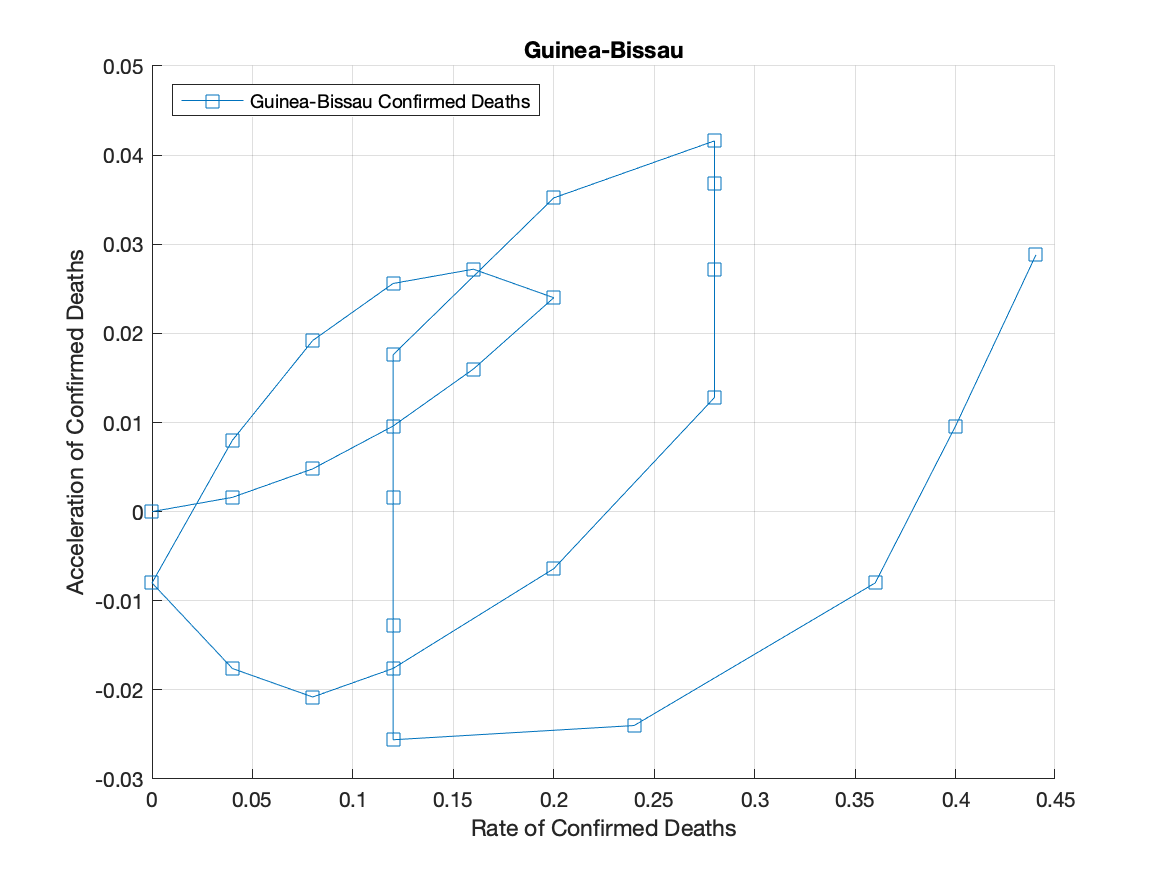 Guinea-Bissau
0.05
Guinea-Bissau Confirmed Deaths
0.04
0.03
0.02
0.01
0
-0.01
-0.02
-0.03
Acceleration of Confirmed Deaths
0 0.05 0.1 0.15 0.2 0.25 0.3 0.35 0.4 0.45
Rate of Confirmed Deaths